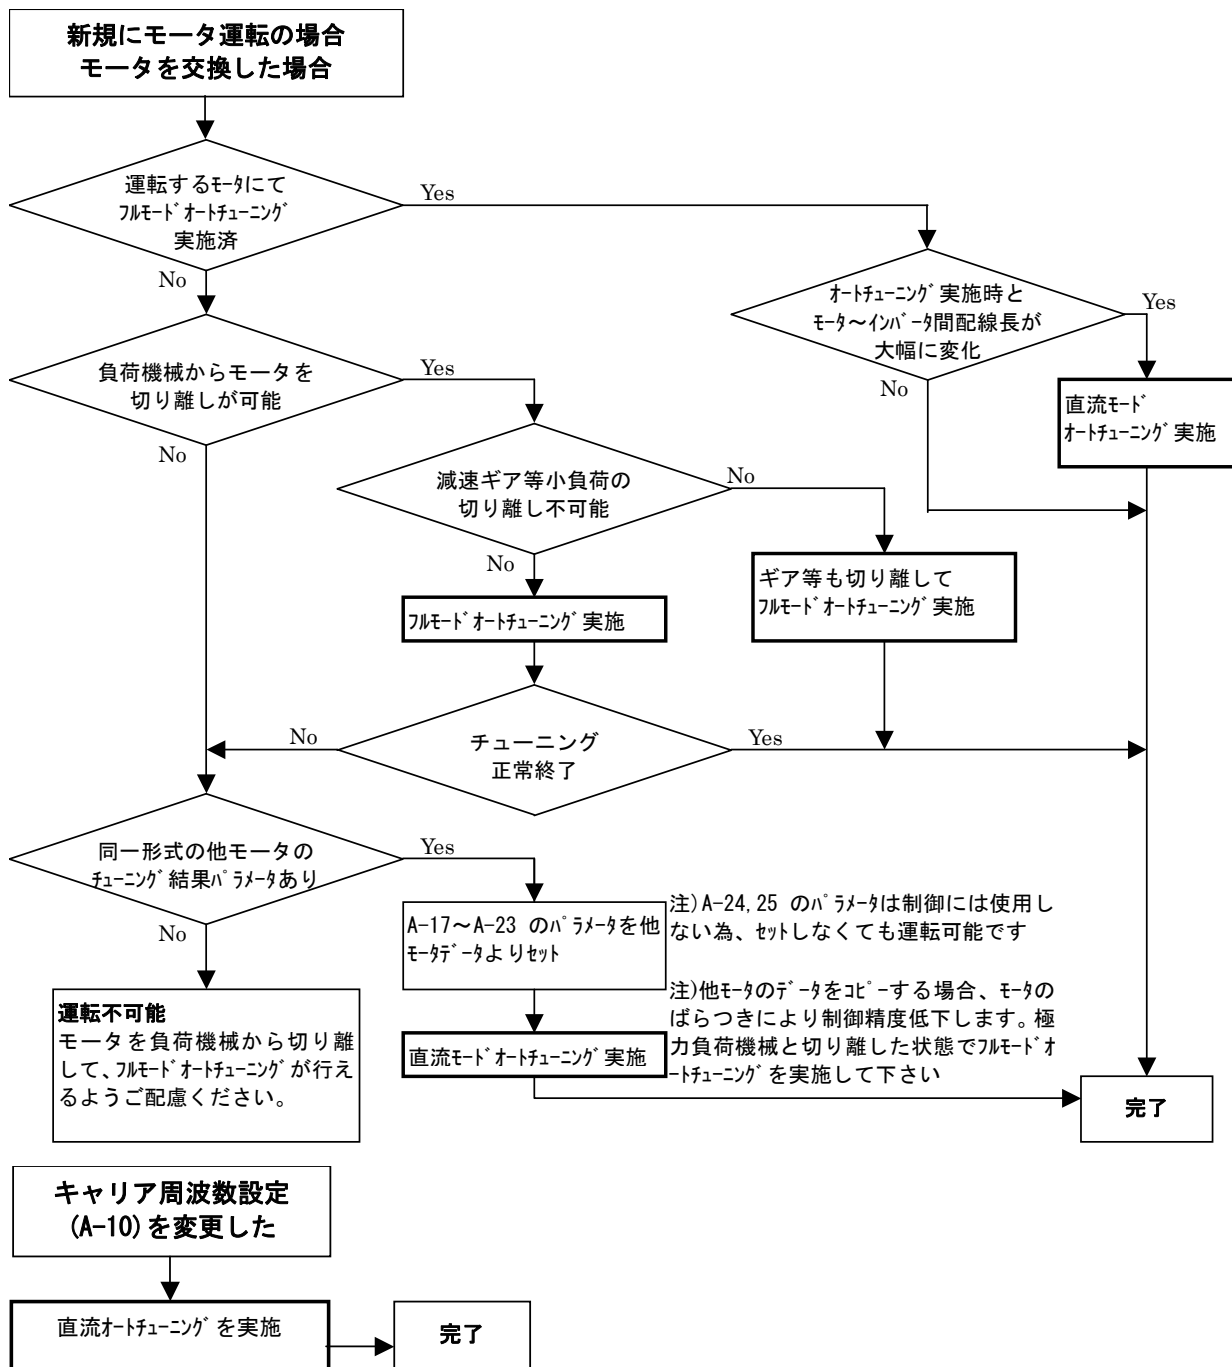 新規にモータ運転の場合
モータを交換した場合
運転するﾓｰﾀにて
ﾌﾙﾓｰﾄﾞｵｰﾄﾁｭｰﾆﾝｸﾞ
実施済
Yes
No
ｵｰﾄﾁｭｰﾆﾝｸﾞ実施時と
ﾓｰﾀ～ｲﾝﾊﾞｰﾀ間配線長が
大幅に変化
Yes
No
直流ﾓｰﾄﾞ
ｵｰﾄﾁｭｰﾆﾝｸﾞ実施
負荷機械からモータを
切り離しが可能
Yes
No
減速ギア等小負荷の
切り離し不可能
No
No
ギア等も切り離して
ﾌﾙﾓｰﾄﾞｵｰﾄﾁｭｰﾆﾝｸﾞ実施
ﾌﾙﾓｰﾄﾞｵｰﾄﾁｭｰﾆﾝｸﾞ実施
チューニング
正常終了
No
Yes
同一形式の他モータの
ﾁｭｰﾆﾝｸﾞ結果ﾊﾟﾗﾒｰﾀあり
Yes
No
A-17～A-23 のﾊﾟﾗﾒｰﾀを他
ﾓｰﾀデータよりｾｯﾄ
注)A-24,25 のﾊﾟﾗﾒｰﾀは制御には使用し
ない為、ｾｯﾄしなくても運転可能です
直流ﾓｰﾄﾞｵｰﾄﾁｭｰﾆﾝｸﾞ実施
注)他ﾓｰﾀのﾃﾞｰﾀをｺﾋﾟｰする場合、ﾓｰﾀの
ばらつきにより制御精度低下します。極
力負荷機械と切り離した状態でﾌﾙﾓｰﾄﾞｵ
ｰﾄﾁｭｰﾆﾝｸﾞを実施して下さい
運転不可能
モータを負荷機械から切り離
して、ﾌﾙﾓｰﾄﾞｵｰﾄﾁｭｰﾆﾝｸﾞが行え
るようご配慮ください。
完了
キャリア周波数設定
(A-10)を変更した
直流ｵｰﾄﾁｭｰﾆﾝｸﾞを実施
完了